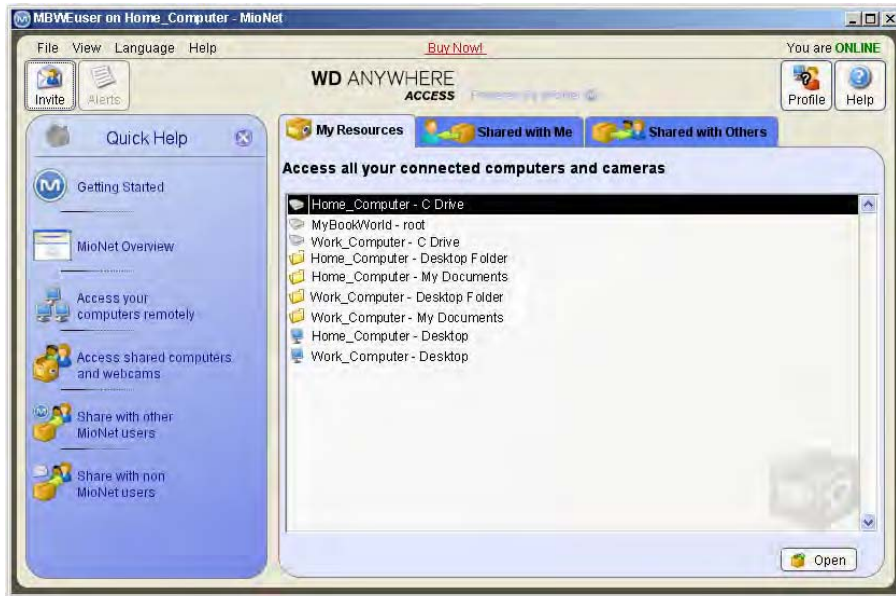 MBWEuser on Home_Computer - MioNet
File View Language Help
Buy Now!
You are ONLINE
Invite
Alerts
WD ANYWHERE
ACCESS
Powered by
Profile
Help
Quick Help
Getting Started
MioNet Overview
Access your
computers remotely
Access shared computers
and webcams
Share with other
MioNet users
Share with non
MioNet users
My Resources
Shared with Me
Shared with Others
Access all your connected computers and cameras
Home_Computer - C Drive
MyBookWorld - root
Work_Computer - C Drive
Home_Computer - Desktop Folder
Home_Computer - My Documents
Work_Computer - Desktop Folder
Work_Computer - My Documents
Home_Computer - Desktop
Work_Computer - Desktop
Open